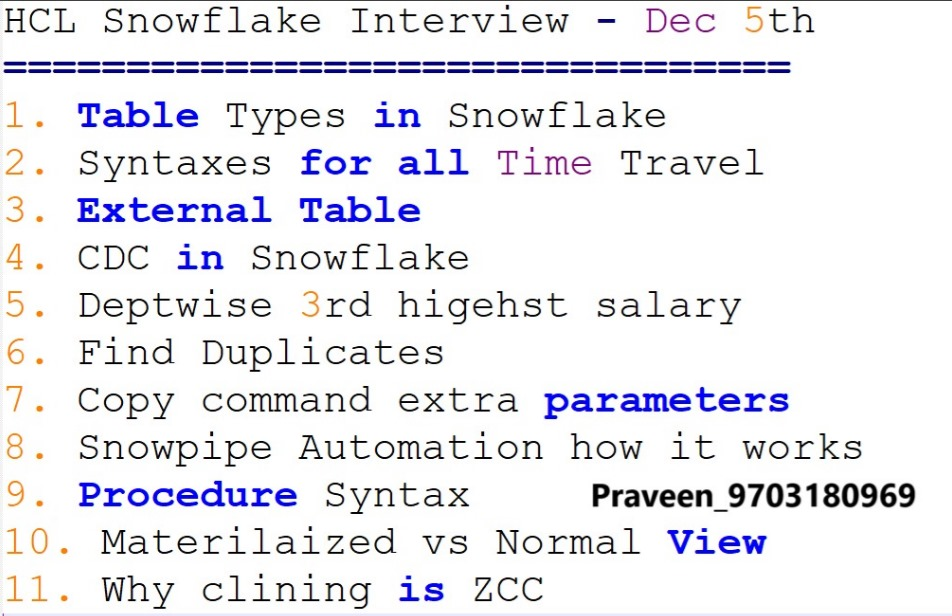 HCL Snowflake Interview - Dec 5th
=================================
1. Table Types in Snowflake
2. Syntaxes for all Time Travel
3. External Table
4. CDC in Snowflake
5. Deptwise 3rd higehst salary
6. Find Duplicates
7. Copy command extra parameters
8. Snowpipe Automation how it works
9. Procedure Syntax Praveen_9703180969
10. Materilaized vs Normal View
11. Why clining is ZCC